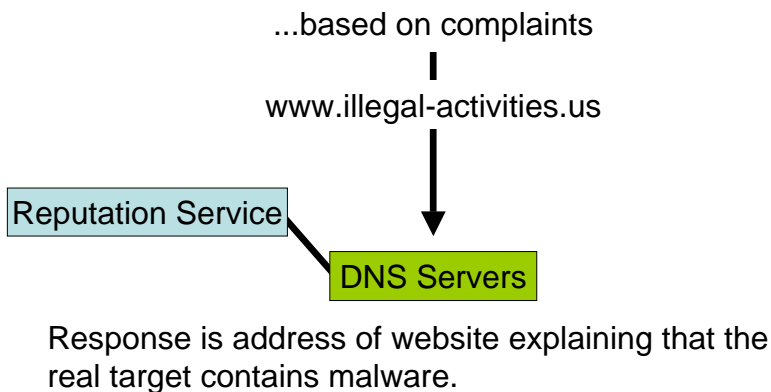 ...based on complaints
www.illegal-activities.us
Reputation Service
DNS Servers
Response is address of website explaining that the
real target contains malware.